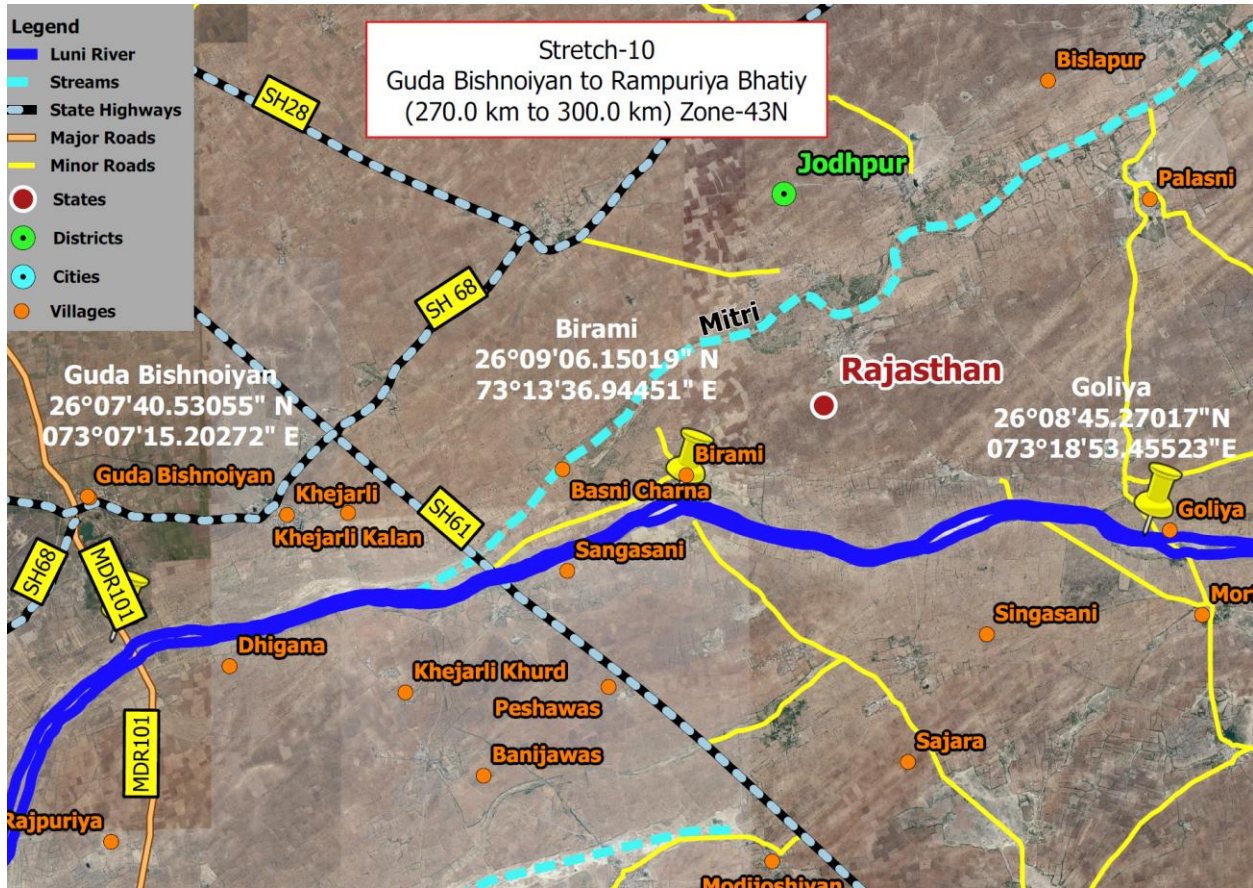 Legend
Luni River
Streams
State Highways
Major Roads
Minor Roads
States
Districts
Cities
Villages
Stretch-10
Guda Bishnoiyan to Rampuriya Bhatiy
(270.0 km to 300.0 km) Zone-43N
Bislapur
SH28
Jodhpur
Palasni
SH 68
Mitri
Birami
26°09'06.15019" N
73°13'36.94451" E
Rajasthan
Guda Bishnoiyan
26°07'40.53055" N
073°07'15.20272" E
Goliya
26°08'45.27017"N
073°18'53.45523"E
Guda Bishnoiyan
Birami
Basni Charna
Khejarli
Khejarli Kalan
SH61
Goliya
Sangasani
SH68
MDR101
Mor
Singasani
Dhigana
Khejarli Khurd
Peshawas
MDR101
Sajara
Banijawas
Rajpuriya
Modijoshiyan